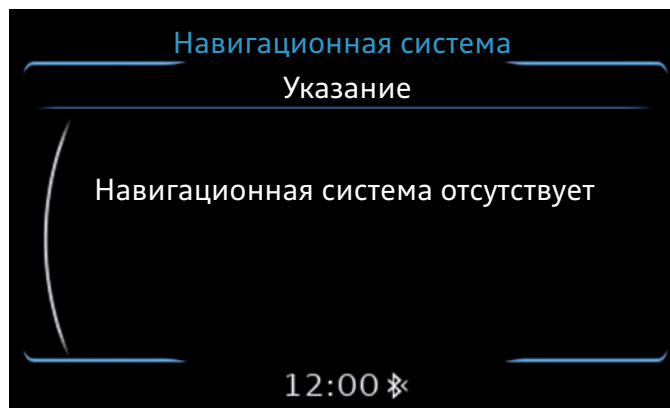 Навигационная система
Указание
Навигационная система отсутствует
12:00